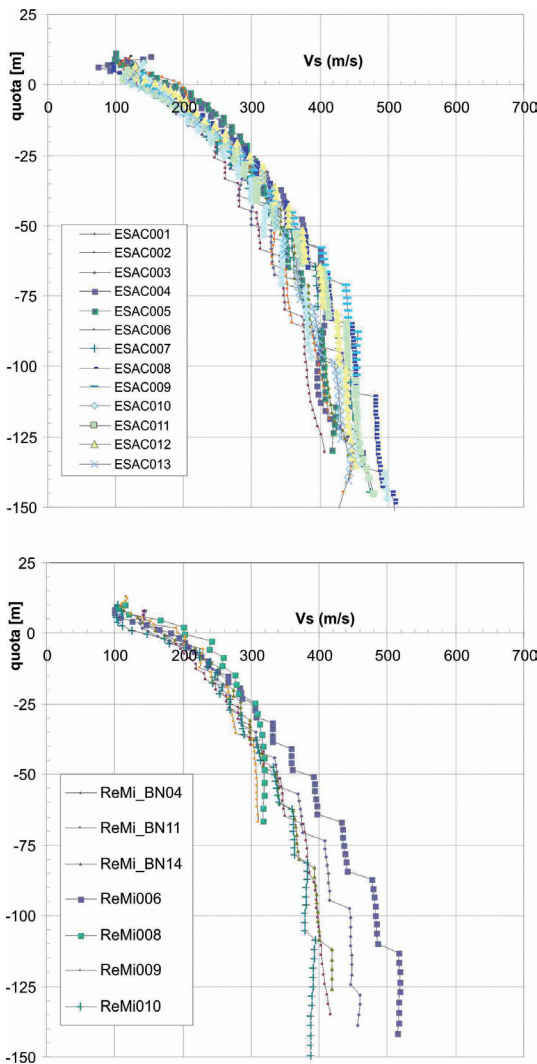 25
quota [m]
Vs (m/s)
0
0 100 200 300 400 500 600 700
-25
-50
-75
-100
-125
-150
ESAC001
ESAC002
ESAC003
ESAC004
ESAC005
ESAC006
ESAC007
ESAC008
ESAC009
ESAC010
ESAC011
ESAC012
ESAC013
25
quota [m]
Vs (m/s)
0
0 100 200 300 400 500 600 700
-25
-50
-75
-100
-125
-150
ReMi_BN04
ReMi_BN11
ReMi_BN14
ReMi006
ReMi008
ReMi009
ReMi010